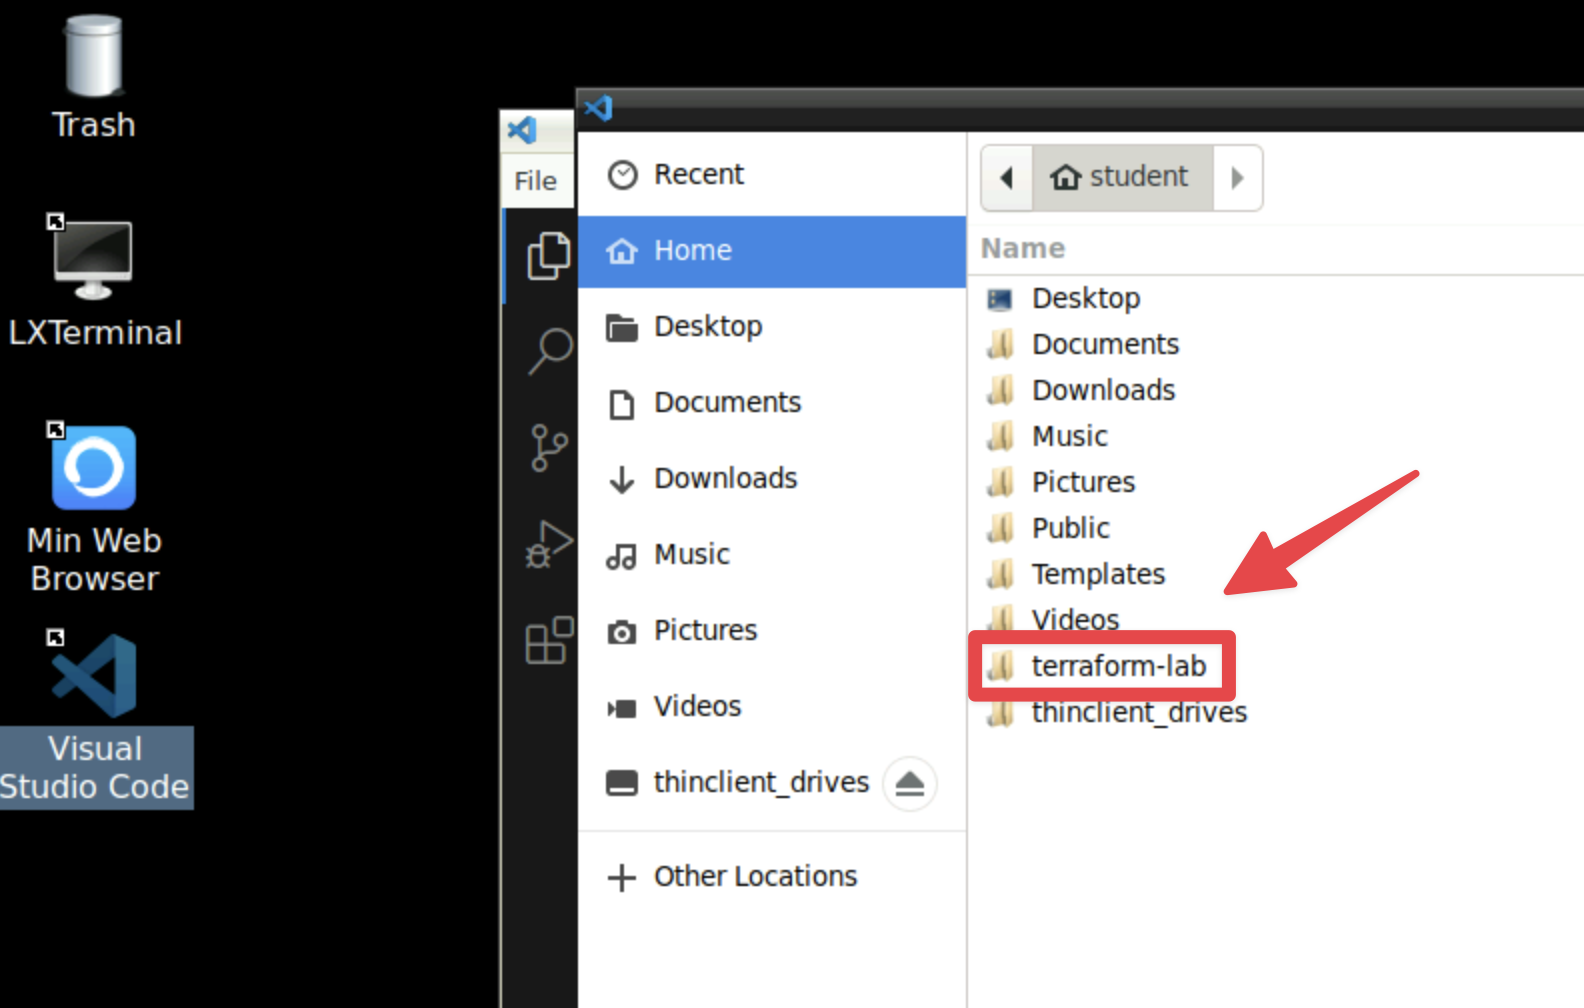 Trash
LXTerminal
Min Web
Browser
Visual
Studio Code
File
Recent
Home
Desktop
Documents
Downloads
Music
Pictures
Videos
thinclient_drives
Other Locations
student
Name
Desktop
Documents
Downloads
Music
Pictures
Public
Templates
Videos
terraform-lab
thinclient_drives